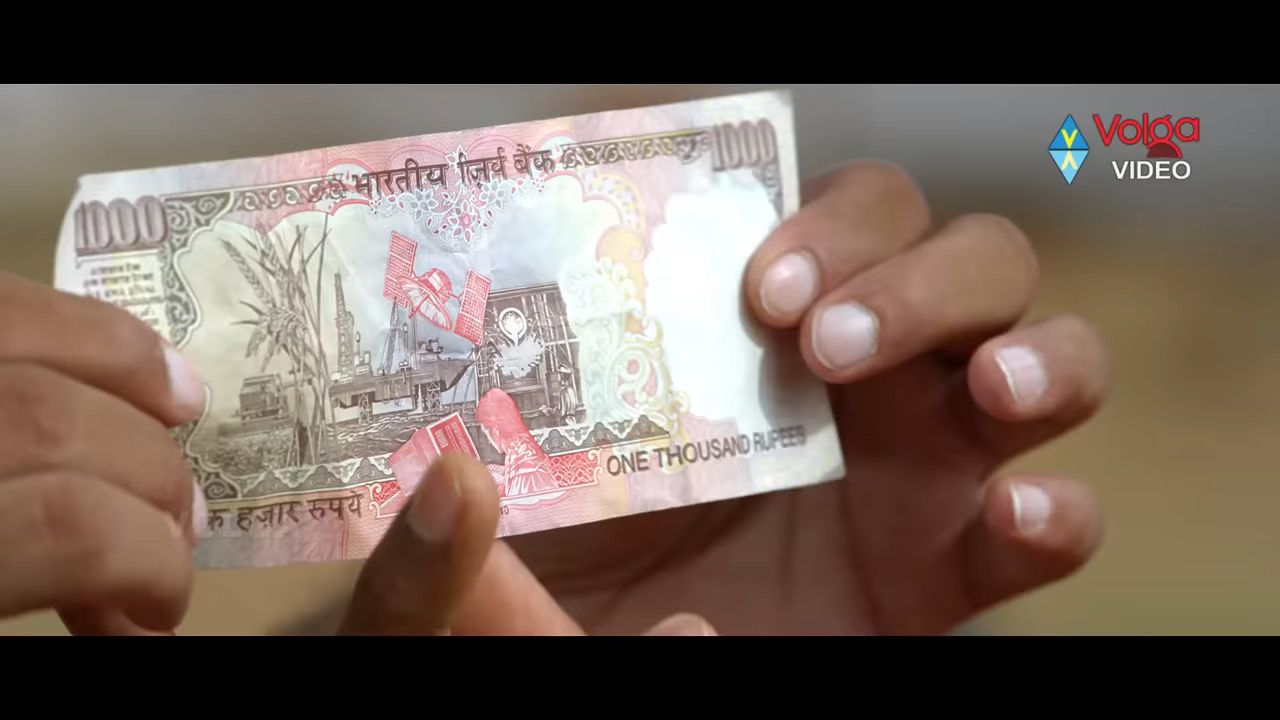 1000
भारतीय रिज़र्व बैंक
1000
Volga
VIDEO
ONE THOUSAND RUPEES
हज़ार रुपये